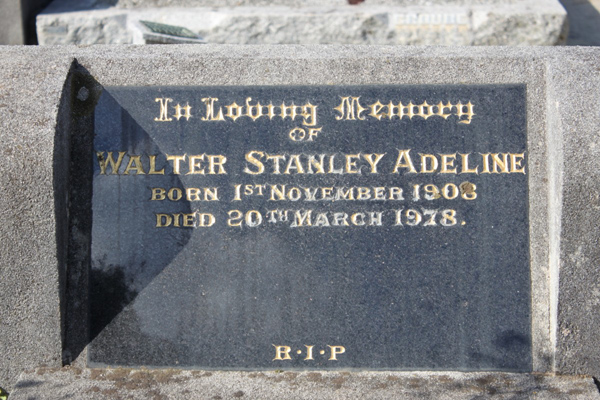 In Loving Memory
OF
WALTER STANLEY ADELINE
BORN 1ST NOVEMBER 1903
DIED 20TH MARCH 1978.
R·I·P